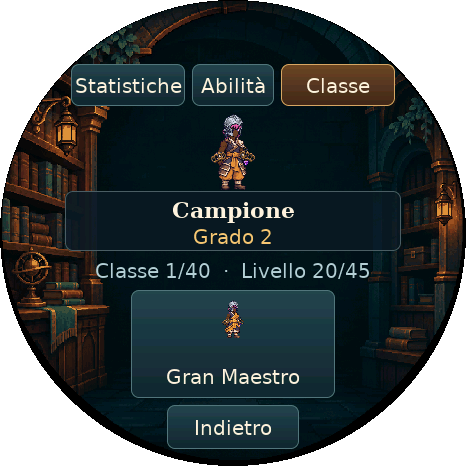 Statistiche Abilità Classe
Campione
Grado 2
Classe 1/40 · Livello 20/45
Gran Maestro
Indietro